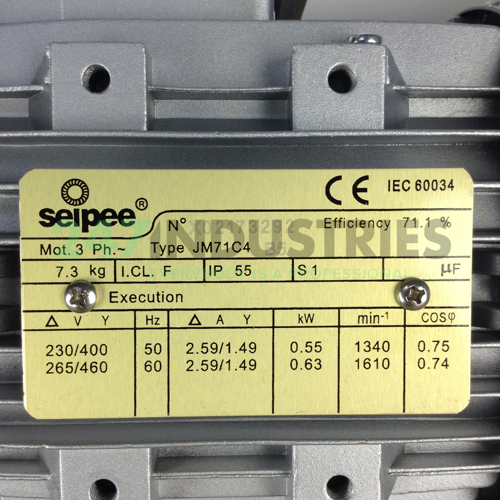 IEC 60034
seipee®
N°
Efficiency 71.1 %
Mot. 3 Ph.~ Type JM71C4 B5
7.3 kg I.CL. F IP 55 S1 µF
Execution
Δ V Y Hz Δ A Y kW min-1 COSφ
230/400 50 2.59/1.49 0.55 1340 0.75
265/460 60 2.59/1.49 0.63 1610 0.74
INDUSTRIES